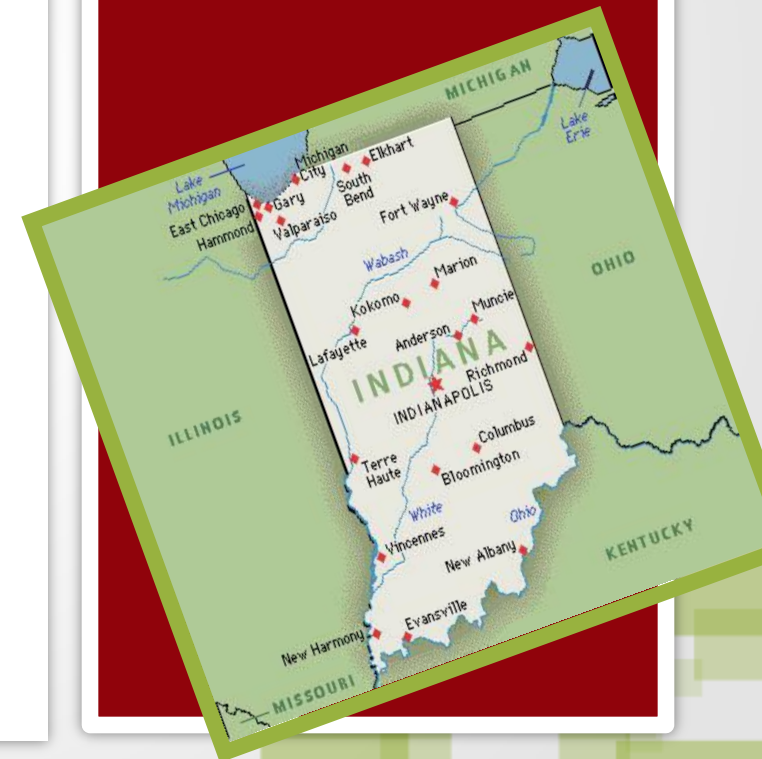 MICHIGAN
Lake
Erie
Lake
Michigan
Michigan
City
Elkhart
South
Bend
East Chicago
Gary
Hammond
Valparaiso
Fort Wayne
Wabash
OHIO
Marion
Kokomo
Muncie
Lafayette
Anderson
INDIANA
Richmond
INDIANAPOLIS
ILLINOIS
Columbus
Terre
Haute
Bloomington
White
Ohio
Vincennes
New Albany
KENTUCKY
Evansville
New Harmony
MISSOURI